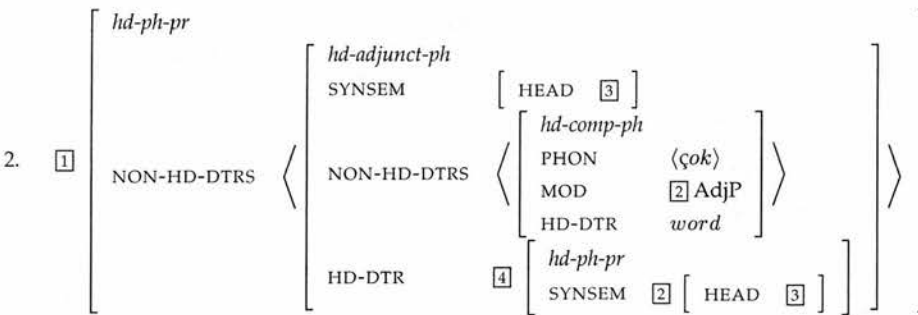 hd-ph-pr
hd-adjunct-ph
SYNSEM [ HEAD 3 ]
hd-comp-ph
2. 1 NON-HD-DTRS ⟨ NON-HD-DTRS ⟨ PHON ⟨çok⟩ ⟩ ⟩
MOD 2 AdjP
HD-DTR word
hd-ph-pr
HD-DTR 4
SYNSEM 2 [ HEAD 3 ]